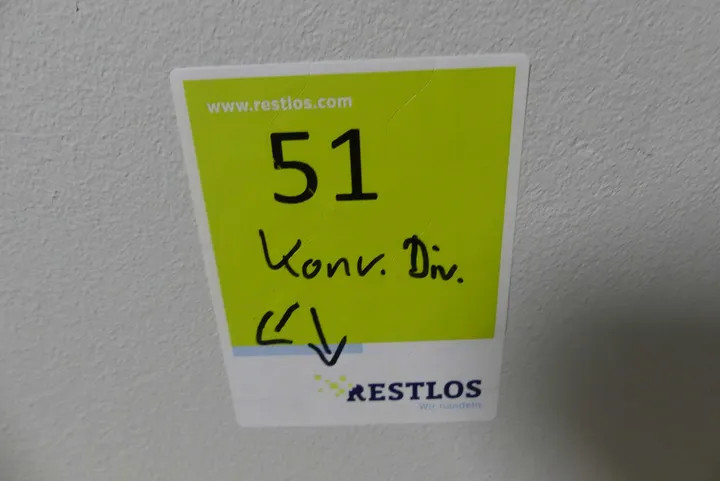 www.restlos.com
51
Konv. Div.
RESTLOS
Wir handeln